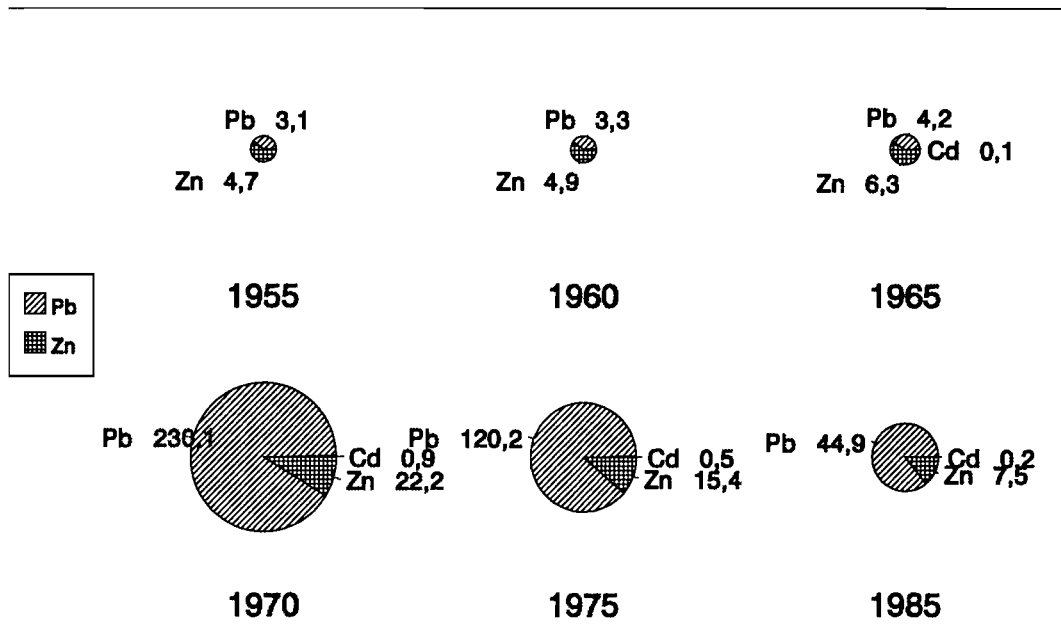 Pb 3,1
Zn 4,7
1955
Pb 3,3
Zn 4,9
1960
Pb 4,2
Cd 0,1
Zn 6,3
1965
Pb
Zn
Pb 236,1
Cd 0,9
Zn 22,2
1970
Pb 120,2
Cd 0,5
Zn 15,4
1975
Pb 44,9
Cd 0,2
Zn 7,5
1985